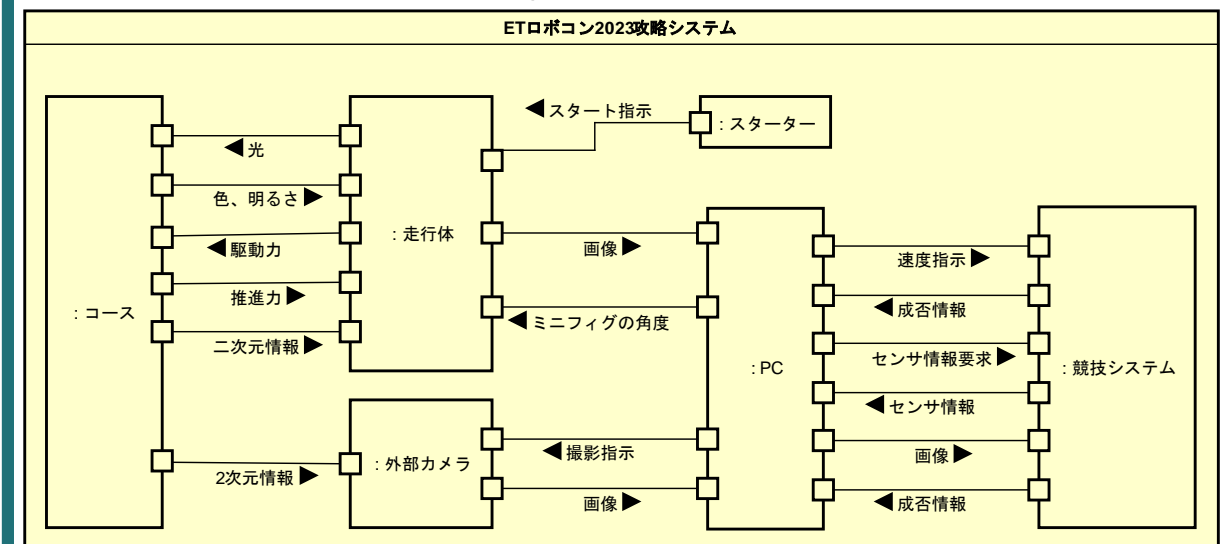 ETロボコン2023攻略システム
◀スタート指示
: スターター
◀光
色、明るさ▶
: 走行体
◀駆動力
画像▶
速度指示▶
推進力▶
◀成否情報
: コース
◀ミニフィグの角度
二次元情報▶
センサ情報要求▶
: PC
: 競技システム
◀センサ情報
◀撮影指示
画像▶
: 外部カメラ
2次元情報▶
画像▶
◀成否情報